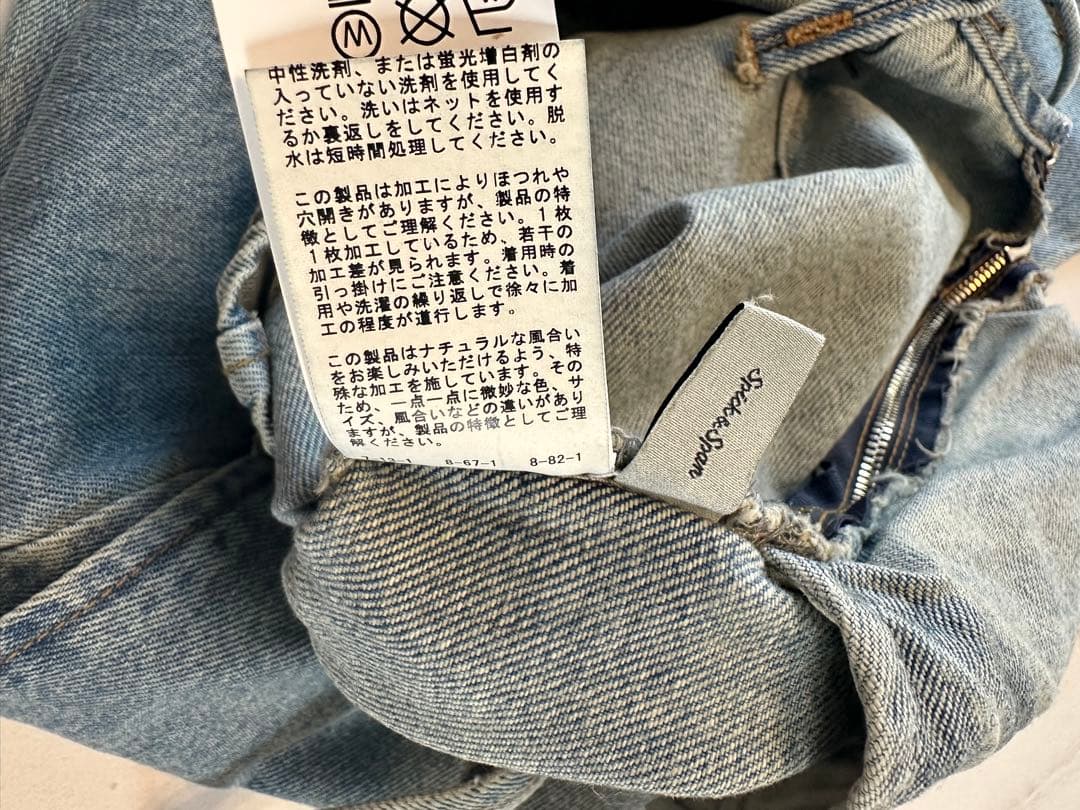 W
中性洗剤、または蛍光増白剤の
入っていない洗剤を使用してく
ださい。洗いはネットを使用す
るか裏返しをしてください。脱
水は短時間処理してください。
この製品は加工によりほつれや
穴開きがありますが、製品の特
徴としてご理解ください。1枚
1枚加工しているため、若干の
加工差が見られます。着用時の
引っ掛けにご注意ください。着
用や洗濯の繰り返しで徐々に加
工の程度が進行します。
この製品はナチュラルな風合い
をお楽しみいただけるよう、特
殊な加工を施しています。その
ため、一点一点に微妙な色、サ
イズ、風合いなどの違いがあり
ますが、製品の特徴としてご理
解ください。
7-13-1 8-67-1 8-82-1
Spick&Span